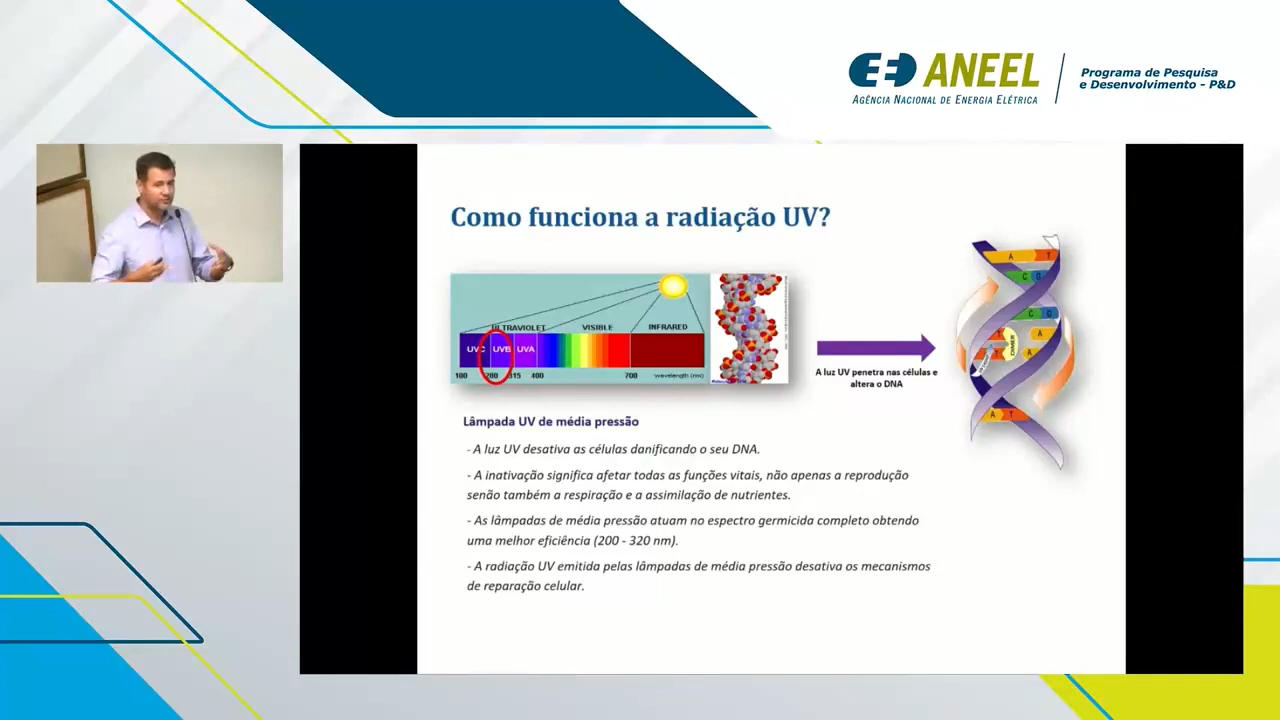 ANEEL
AGÊNCIA NACIONAL DE ENERGIA ELÉTRICA
Programa de Pesquisa
e Desenvolvimento - P&D
Como funciona a radiação UV?
ULTRAVIOLET VISIBLE INFRARED
UVC UVB UVA
100 280 315 400 700 wavelength (nm)
A luz UV penetra nas células e
altera o DNA
A T
C G
C G
T DIMER A
T A
A T
Lâmpada UV de média pressão
- A luz UV desativa as células danificando o seu DNA.
- A inativação significa afetar todas as funções vitais, não apenas a reprodução
senão também a respiração e a assimilação de nutrientes.
- As lâmpadas de média pressão atuam no espectro germicida completo obtendo
uma melhor eficiência (200 - 320 nm).
- A radiação UV emitida pelas lâmpadas de média pressão desativa os mecanismos
de reparação celular.